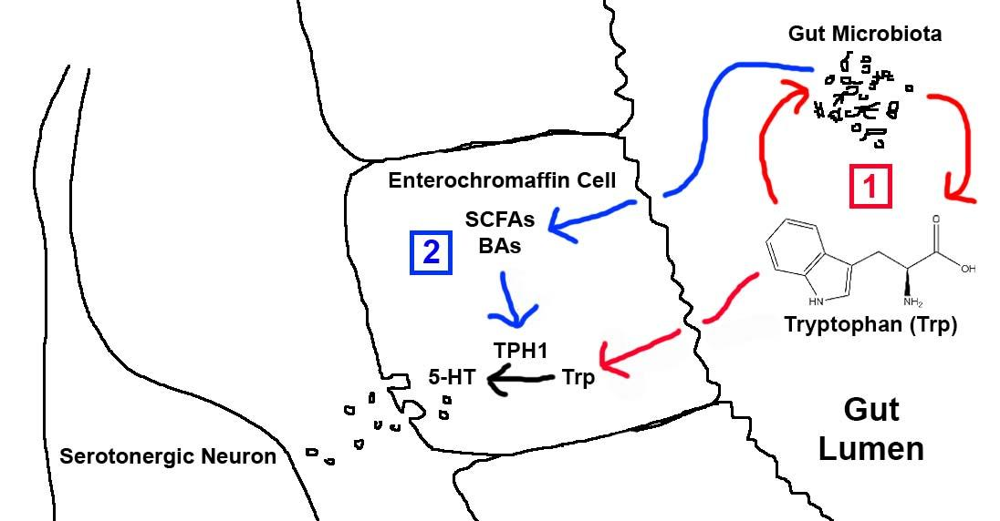 Gut Microbiota
1
Enterochromaffin Cell
SCFAs
BAs
2
O
OH
HN
NH₂
Tryptophan (Trp)
TPH1
5-HT
Trp
Gut
Lumen
Serotonergic Neuron